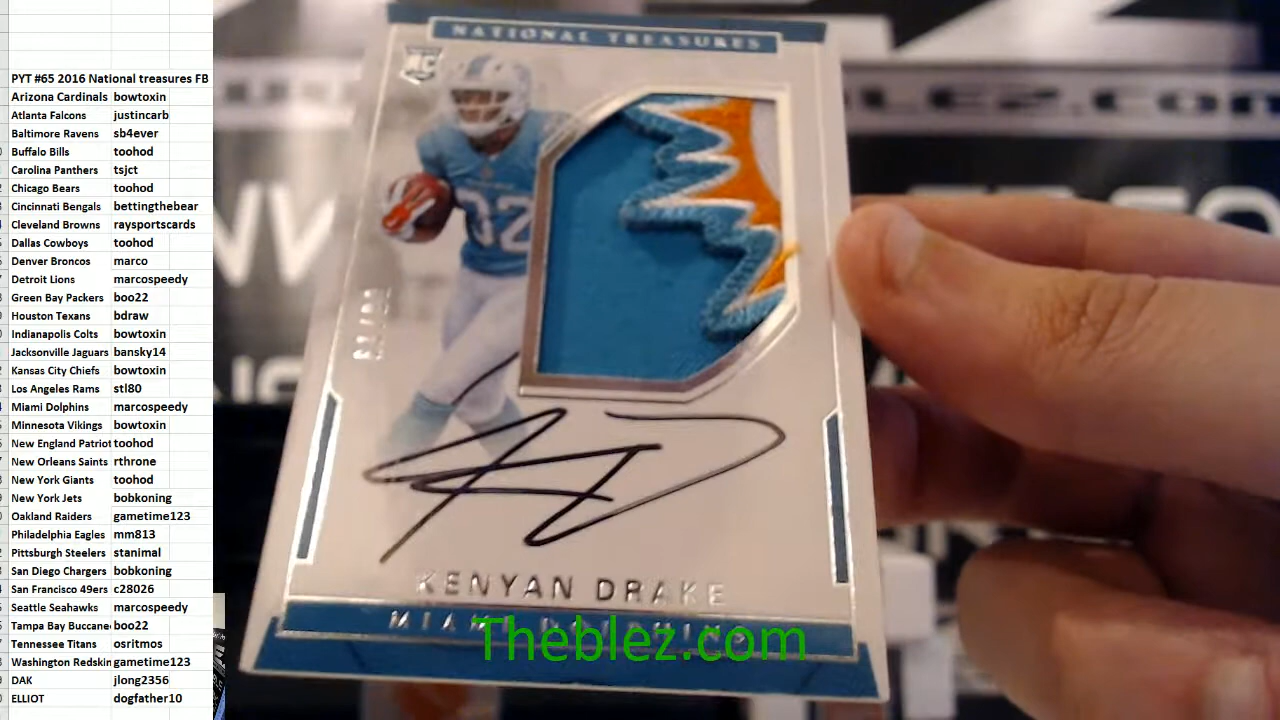 PYT #65 2016 National treasures FB
Arizona Cardinals bowtoxin
Atlanta Falcons justincarb
Baltimore Ravens sb4ever
Buffalo Bills toohod
Carolina Panthers tsjct
Chicago Bears toohod
Cincinnati Bengals bettingthebear
Cleveland Browns raysportscards
Dallas Cowboys toohod
Denver Broncos marco
Detroit Lions marcospeedy
Green Bay Packers boo22
Houston Texans bdraw
Indianapolis Colts bowtoxin
Jacksonville Jaguars bansky14
Kansas City Chiefs bowtoxin
Los Angeles Rams stl80
Miami Dolphins marcospeedy
Minnesota Vikings bowtoxin
New England Patriot toohod
New Orleans Saints rthrone
New York Giants toohod
New York Jets bobkoning
Oakland Raiders gametime123
Philadelphia Eagles mm813
Pittsburgh Steelers stanimal
San Diego Chargers bobkoning
San Francisco 49ers c28026
Seattle Seahawks marcospeedy
Tampa Bay Buccane boo22
Tennessee Titans osritmos
Washington Redskin gametime123
DAK jlong2356
ELLIOT dogfather10
NATIONAL TREASURES
RC
32
KENYAN DRAKE
MIAMI DOLPHINS
Theblez.com